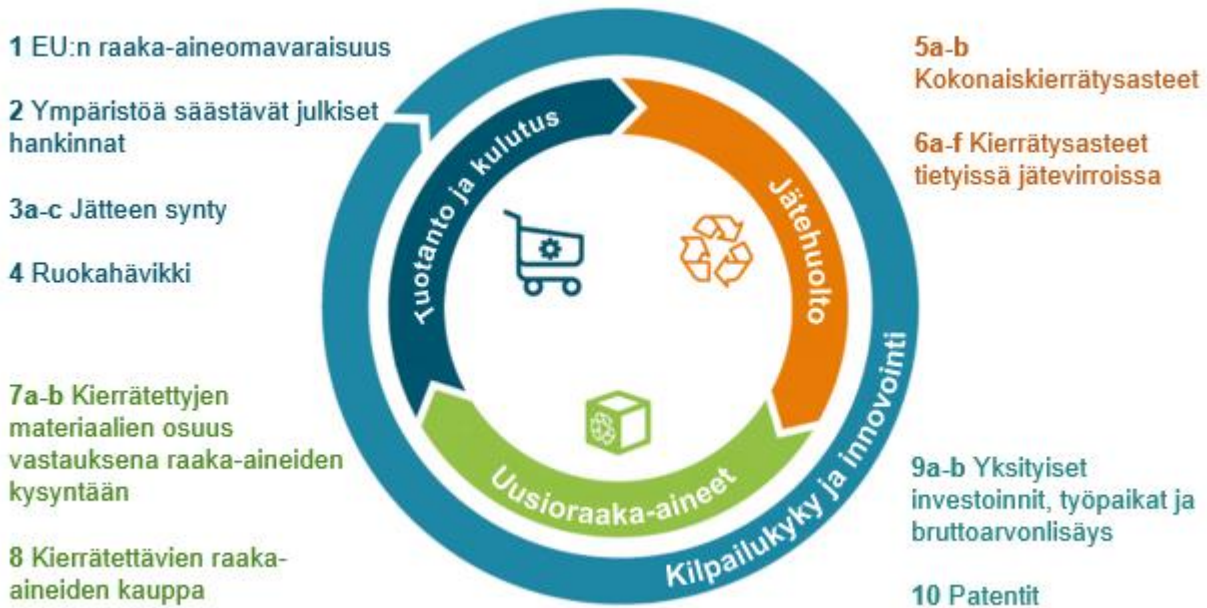 1 EU:n raaka-aineomavaraisuus
2 Ympäristöä säästävät julkiset
hankinnat
3a-c Jätteen synty
4 Ruokahävikki
5a-b
Kokonaiskierrätysasteet
6a-f Kierrätysasteet
tietyissä jätevirroissa
Tuotanto ja kulutus
Jätehuolto
Uusioraaka-aineet
Kilpailukyky ja innovointi
7a-b Kierrätettyjen
materiaalien osuus
vastauksena raaka-aineiden
kysyntään
8 Kierrätettävien raaka-
aineiden kauppa
9a-b Yksityiset
investoinnit, työpaikat ja
bruttoarvonlisäys
10 Patentit